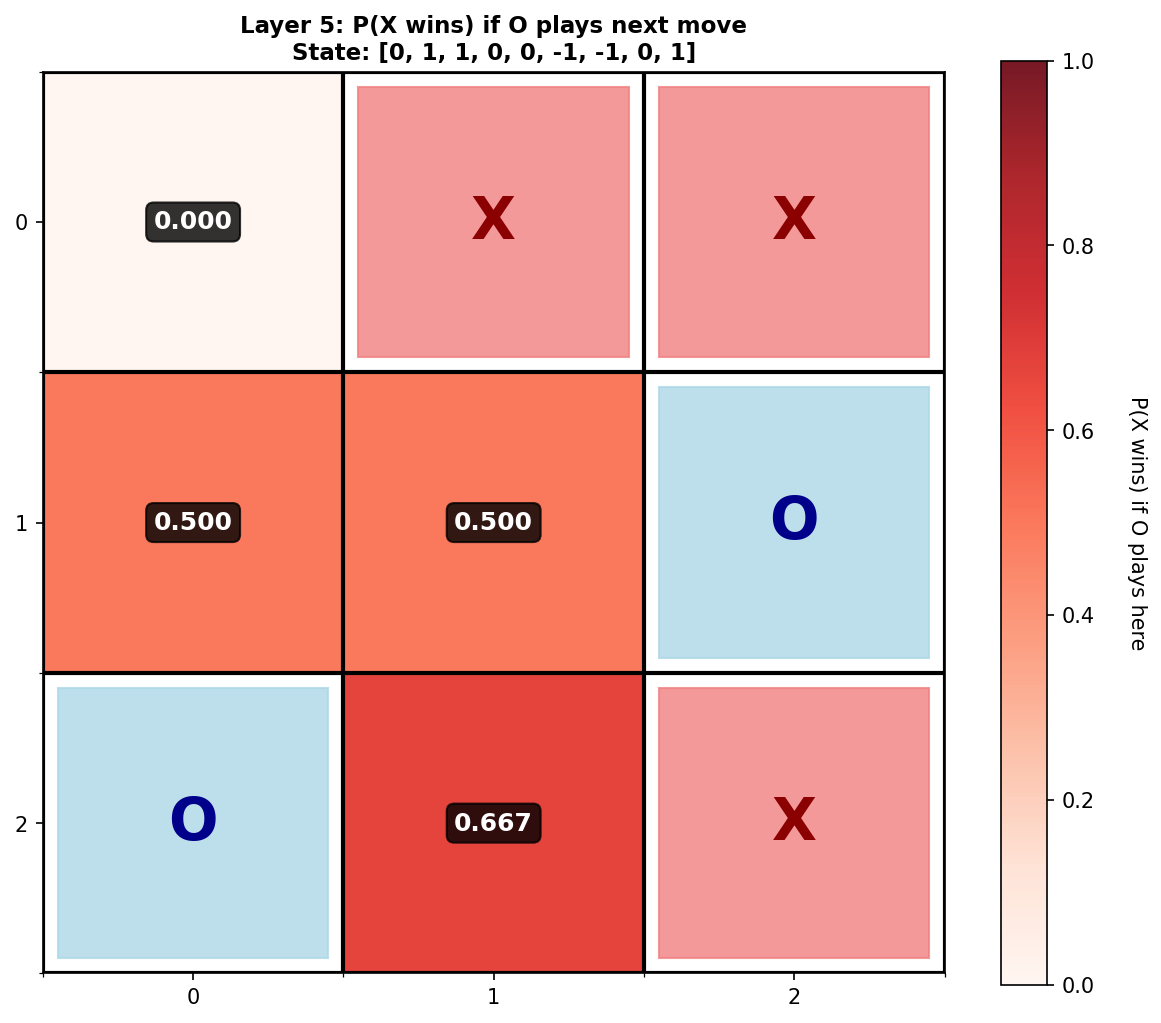 Layer 5: P(X wins) if O plays next move
State: [0, 1, 1, 0, 0, -1, -1, 0, 1]
0 0.000 X X
1 0.500 0.500 O
2 O 0.667 X
0 1 2
1.0
0.8
0.6
0.4
0.2
0.0
P(X wins) if O plays here